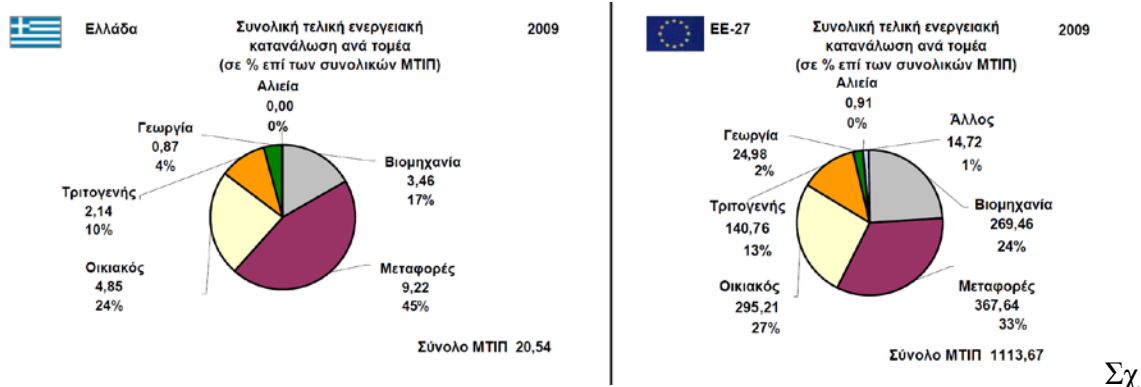 Ελλάδα
Συνολική τελική ενεργειακή
κατανάλωση ανά τομέα
(σε % επί των συνολικών ΜΤΙΠ)
2009
Αλιεία
0,00
0%
Γεωργία
0,87
4%
Βιομηχανία
3,46
17%
Τριτογενής
2,14
10%
Οικιακός
4,85
24%
Μεταφορές
9,22
45%
Σύνολο ΜΤΙΠ 20,54
ΕΕ-27
Συνολική τελική ενεργειακή
κατανάλωση ανά τομέα
(σε % επί των συνολικών ΜΤΙΠ)
2009
Αλιεία
0,91
0%
Άλλος
14,72
1%
Γεωργία
24,98
2%
Βιομηχανία
269,46
24%
Τριτογενής
140,76
13%
Οικιακός
295,21
27%
Μεταφορές
367,64
33%
Σύνολο ΜΤΙΠ 1113,67
Σχ